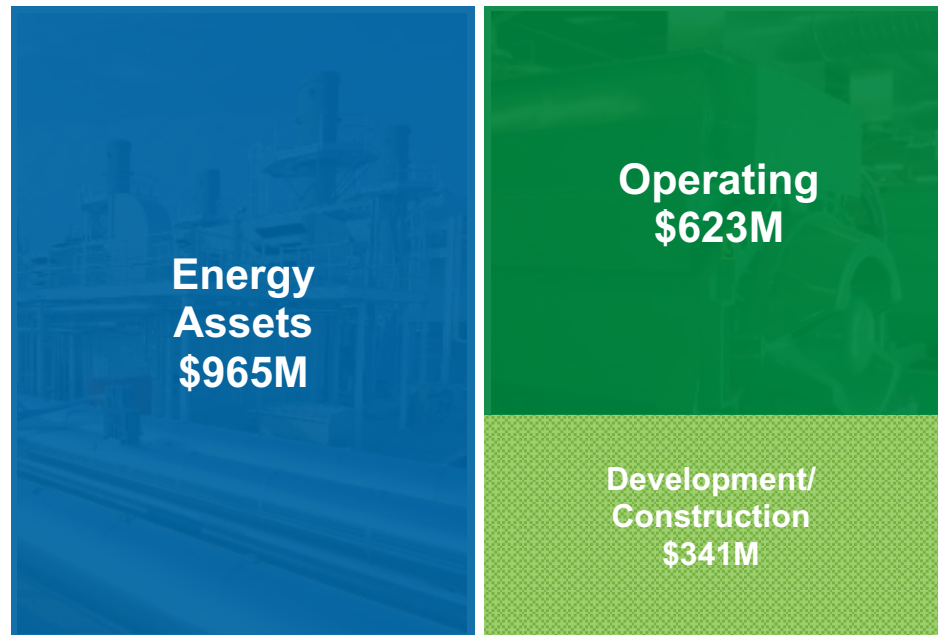 Energy
Assets
$965M
Operating
$623M
Development/
Construction
$341M